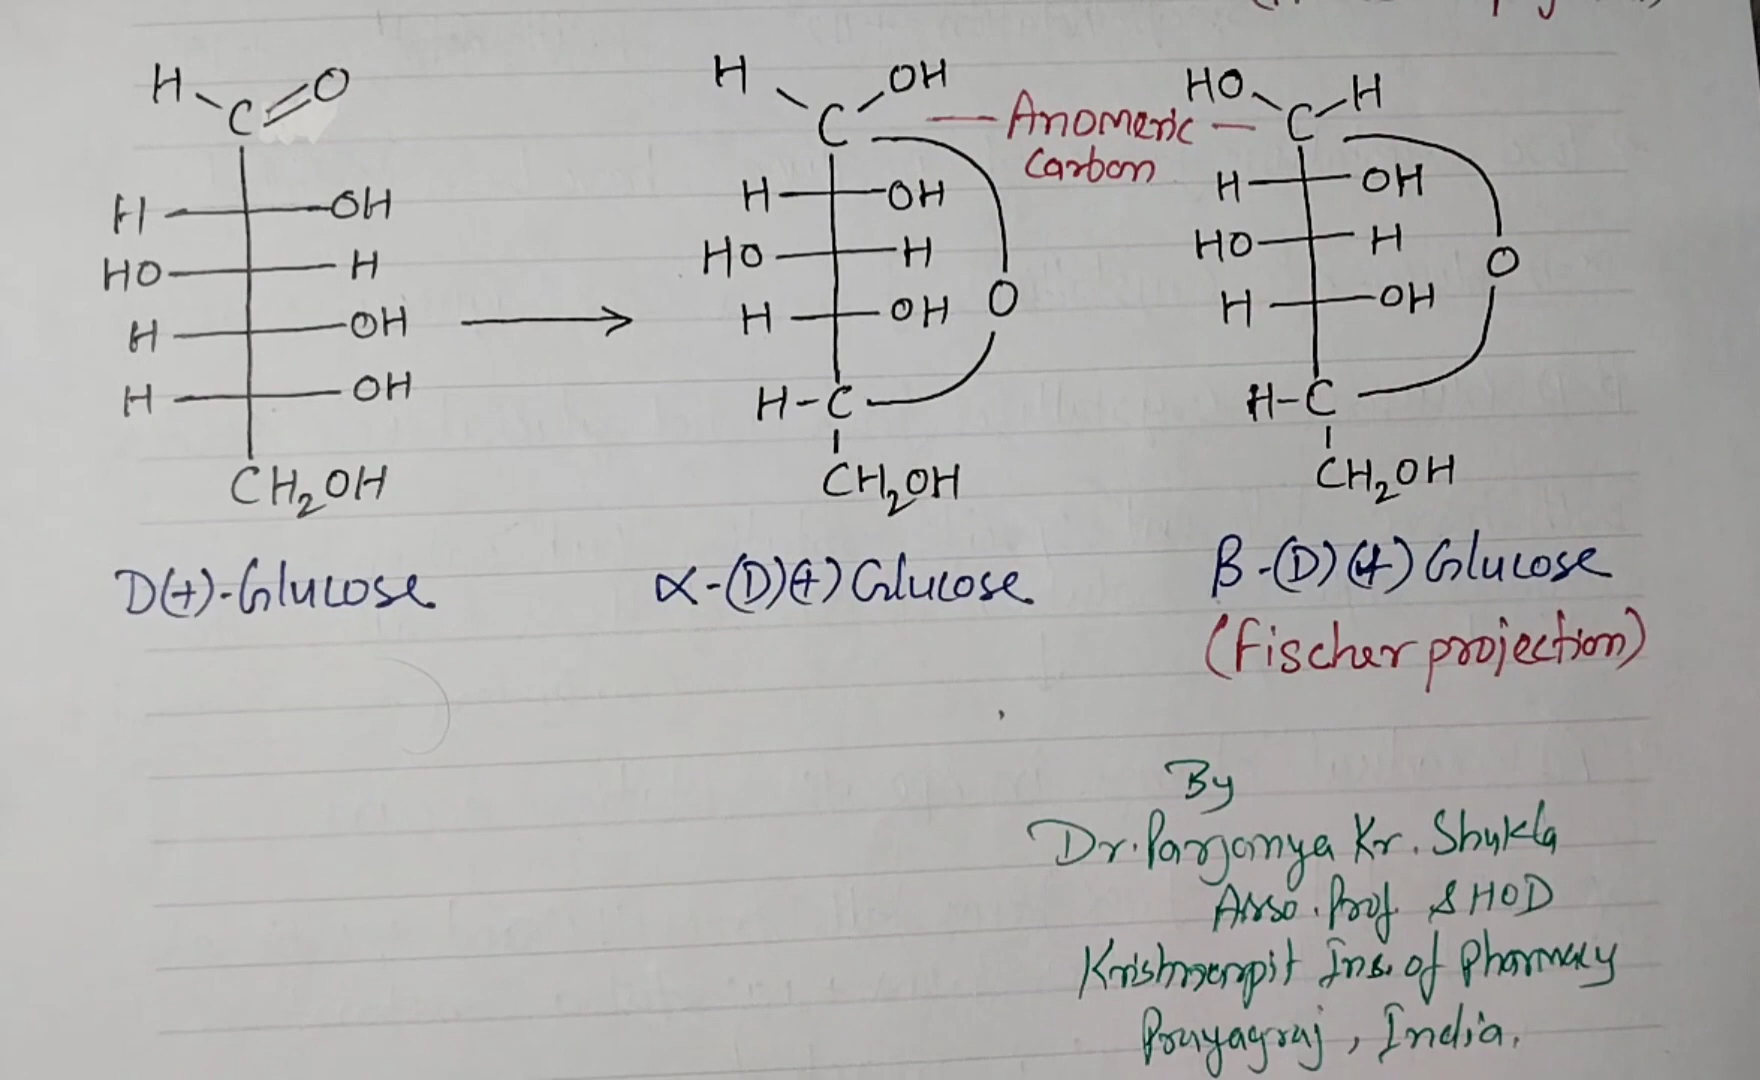 H C=O
H OH
HO H
H OH
H OH
CH₂OH
D(+)-Glucose
H OH
C
H OH
HO H
H OH O
H-C
CH₂OH
α-(D)(+) Glucose
Anomeric
Carbon
HO H
C
H OH
HO H
O
H OH
H-C
CH₂OH
β-(D)(+) Glucose
(Fischer projection)
By
Dr. Parjanya Kr. Shukla
Asso. Prof. & HOD
Ins. of Pharmacy
Prayagraj, India.